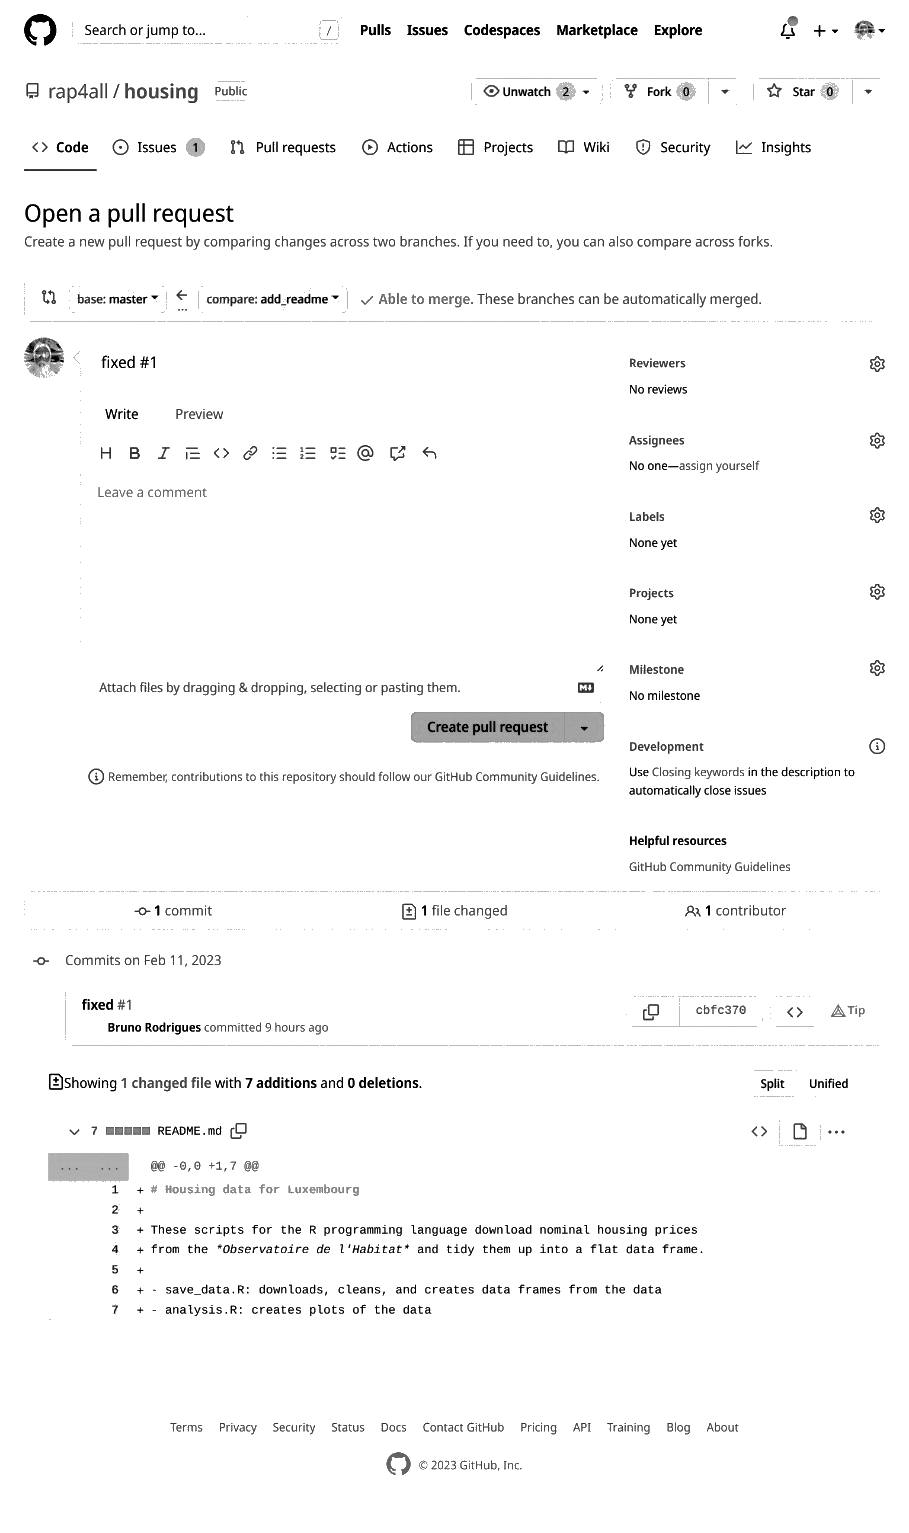 Search or jump to... / Pulls Issues Codespaces Marketplace Explore
rap4all / housing Public Unwatch 2 Fork 0 Star 0
Code Issues 1 Pull requests Actions Projects Wiki Security Insights
Open a pull request
Create a new pull request by comparing changes across two branches. If you need to, you can also compare across forks.
base: master compare: add_readme Able to merge. These branches can be automatically merged.
fixed #1
Write Preview
H B I
Leave a comment
Attach files by dragging & dropping, selecting or pasting them.
Create pull request
Remember, contributions to this repository should follow our GitHub Community Guidelines.
Reviewers
No reviews
Assignees
No one—assign yourself
Labels
None yet
Projects
None yet
Milestone
No milestone
Development
Use Closing keywords in the description to
automatically close issues
Helpful resources
GitHub Community Guidelines
1 commit 1 file changed 1 contributor
Commits on Feb 11, 2023
fixed #1
Bruno Rodrigues committed 9 hours ago
cbfc370 Tip
Showing 1 changed file with 7 additions and 0 deletions.
Split Unified
7 README.md
... ... @@ -0,0 +1,7 @@
1 + # Housing data for Luxembourg
2 +
3 + These scripts for the R programming language download nominal housing prices
4 + from the *Observatoire de l'Habitat* and tidy them up into a flat data frame.
5 +
6 + - save_data.R: downloads, cleans, and creates data frames from the data
7 + - analysis.R: creates plots of the data
Terms Privacy Security Status Docs Contact GitHub Pricing API Training Blog About
© 2023 GitHub, Inc.